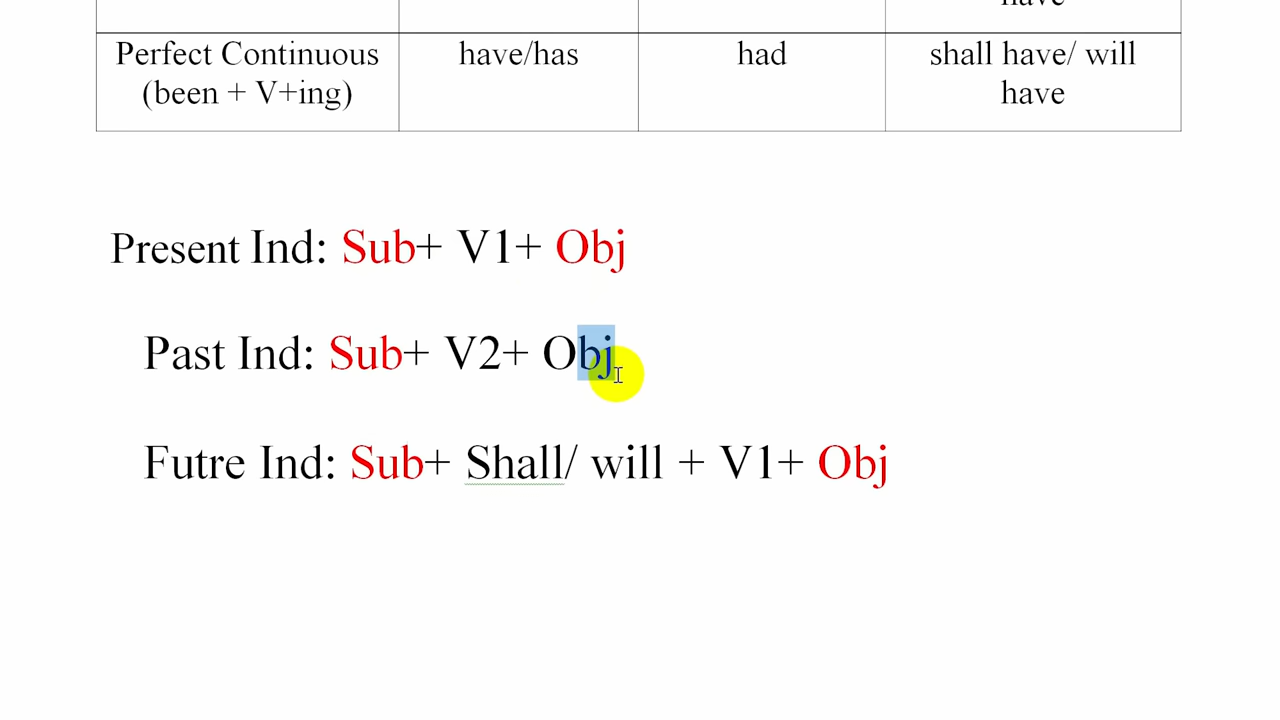 have
Perfect Continuous
(been + V+ing)
have/has
had
shall have/ will
have
Present Ind: Sub+ V1+ Obj
Past Ind: Sub+ V2+ Obj
Futre Ind: Sub+ Shall/ will + V1+ Obj